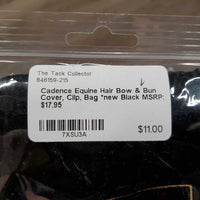 The Tack Collector
846159-215
Cadence Equine Hair Bow & Bun
Cover, Clip, Bag *new Black MSRP:
$17.95
7XSU3A
$11.00